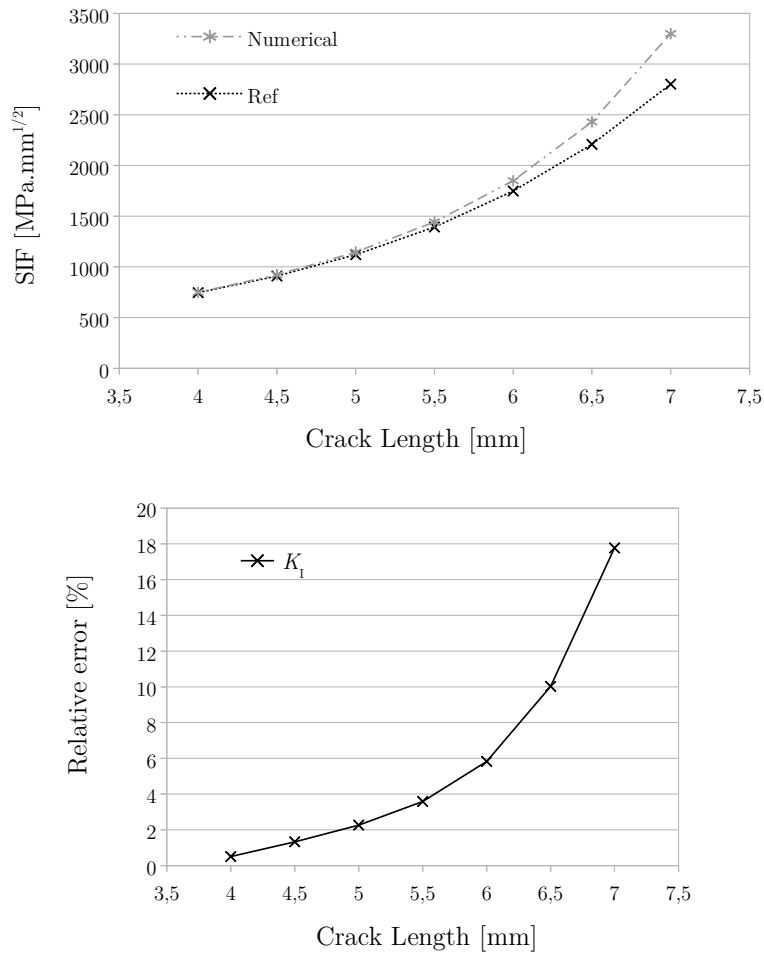 3500
3000
2500
2000
1500
1000
500
0
SIF [MPa.mm^1/2]
Numerical
Ref
3,5 4 4,5 5 5,5 6 6,5 7 7,5
Crack Length [mm]
20
18
16
14
12
10
8
6
4
2
0
Relative error [%]
K_I
3,5 4 4,5 5 5,5 6 6,5 7 7,5
Crack Length [mm]